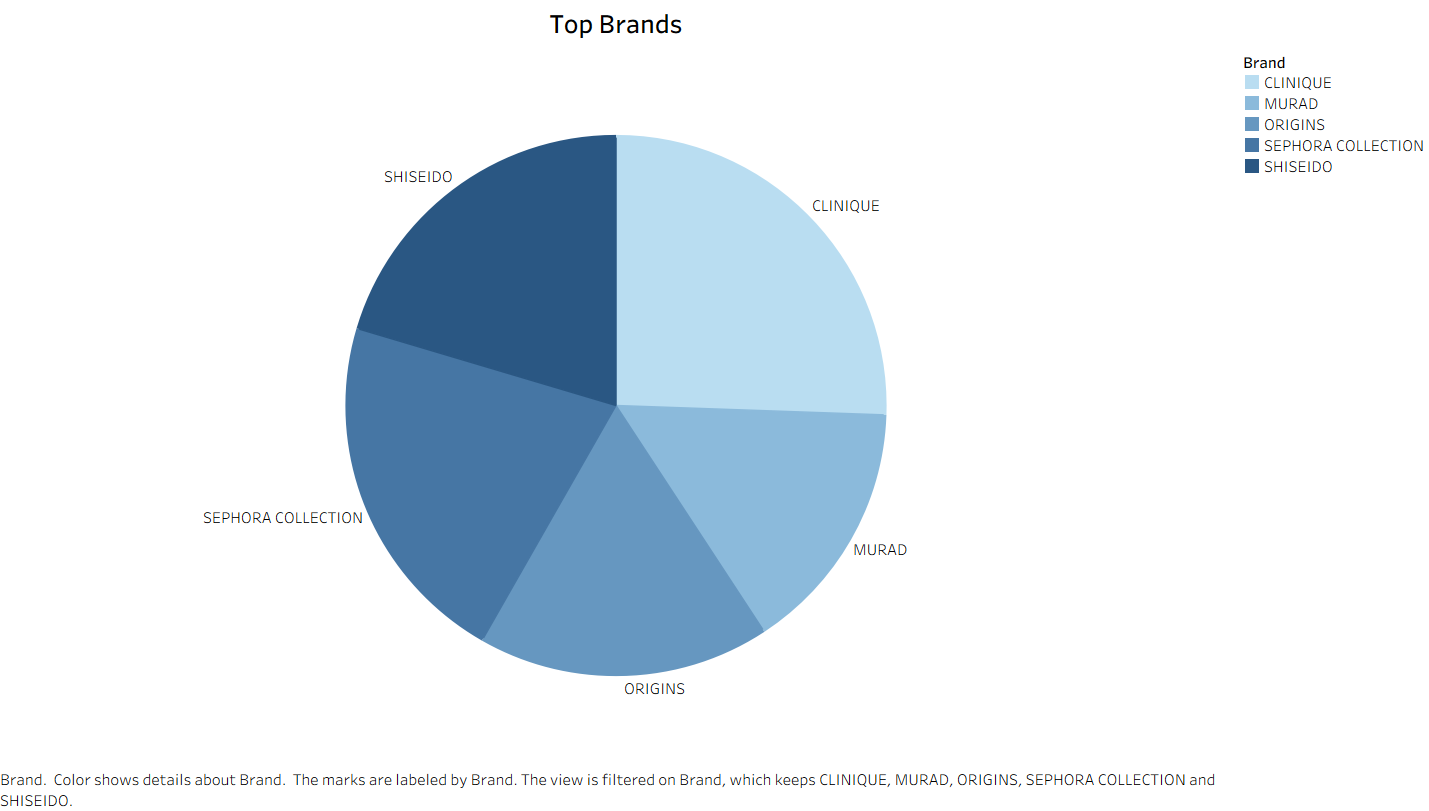 Top Brands
Brand
CLINIQUE
MURAD
ORIGINS
SEPHORA COLLECTION
SHISEIDO
SHISEIDO
CLINIQUE
SEPHORA COLLECTION
MURAD
ORIGINS
Brand.  Color shows details about Brand.  The marks are labeled by Brand. The view is filtered on Brand, which keeps CLINIQUE, MURAD, ORIGINS, SEPHORA COLLECTION and
SHISEIDO.